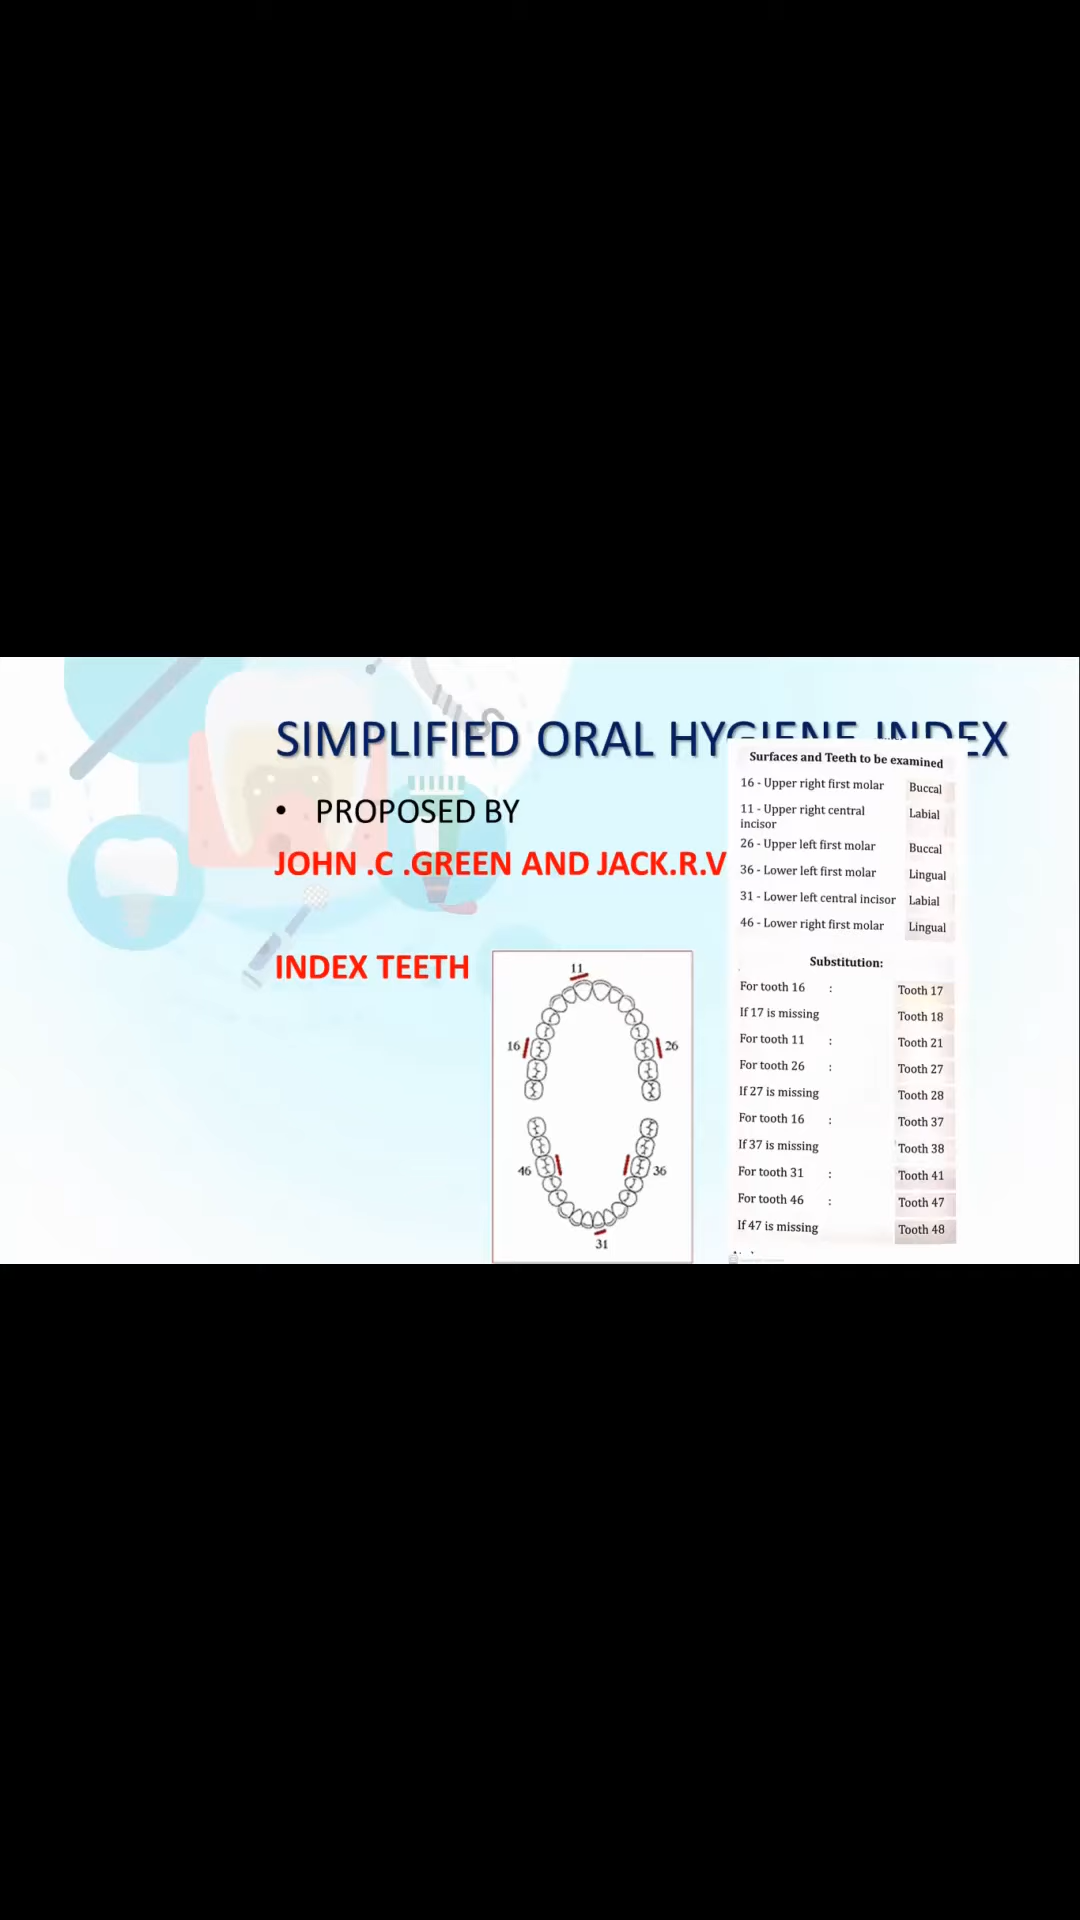 SIMPLIFIED ORAL HYGIENE INDEX
• PROPOSED BY
JOHN .C .GREEN AND JACK.R.V
INDEX TEETH
11
16
26
46
36
31
Surfaces and Teeth to be examined
16 - Upper right first molar Buccal
11 - Upper right central Labial
incisor
26 - Upper left first molar Buccal
36 - Lower left first molar Lingual
31 - Lower left central incisor Labial
46 - Lower right first molar Lingual
Substitution:
For tooth 16 : Tooth 17
If 17 is missing Tooth 18
For tooth 11 : Tooth 21
For tooth 26 : Tooth 27
If 27 is missing Tooth 28
For tooth 16 : Tooth 37
If 37 is missing Tooth 38
For tooth 31 : Tooth 41
For tooth 46 : Tooth 47
If 47 is missing Tooth 48